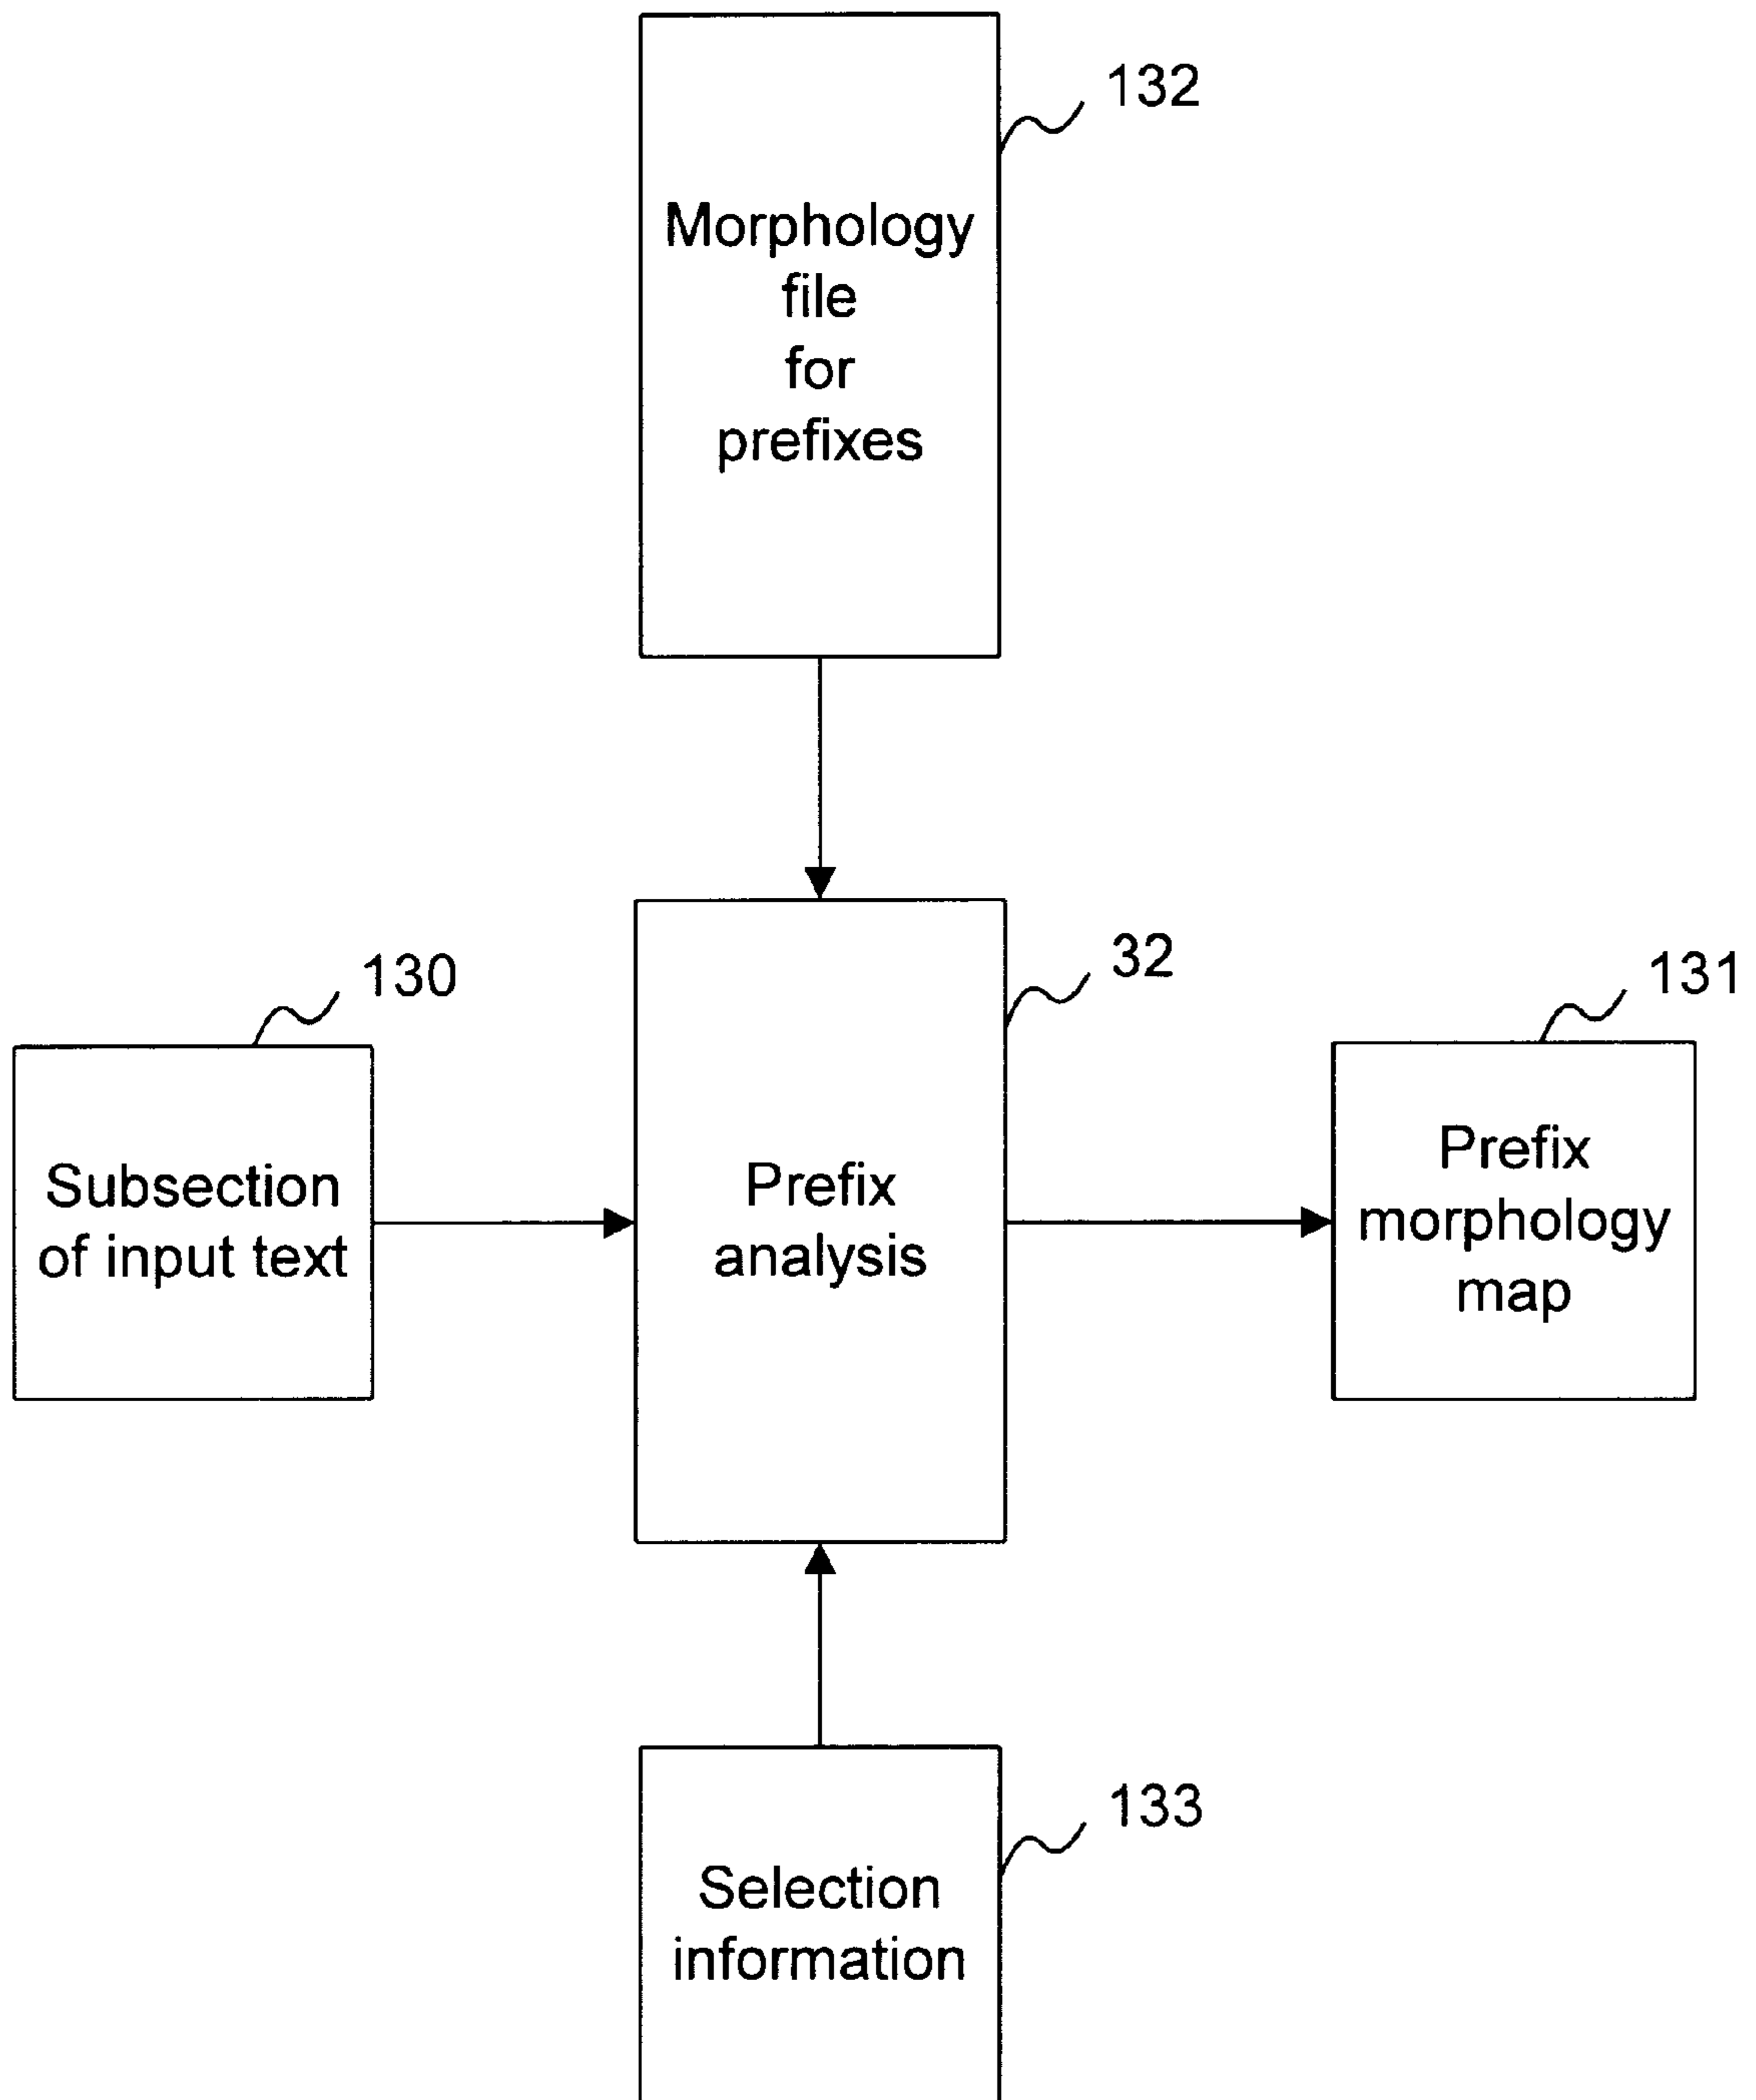 132
Morphology
file
for
prefixes
130
32
131
Subsection
of input text
Prefix
analysis
Prefix
morphology
map
133
Selection
information